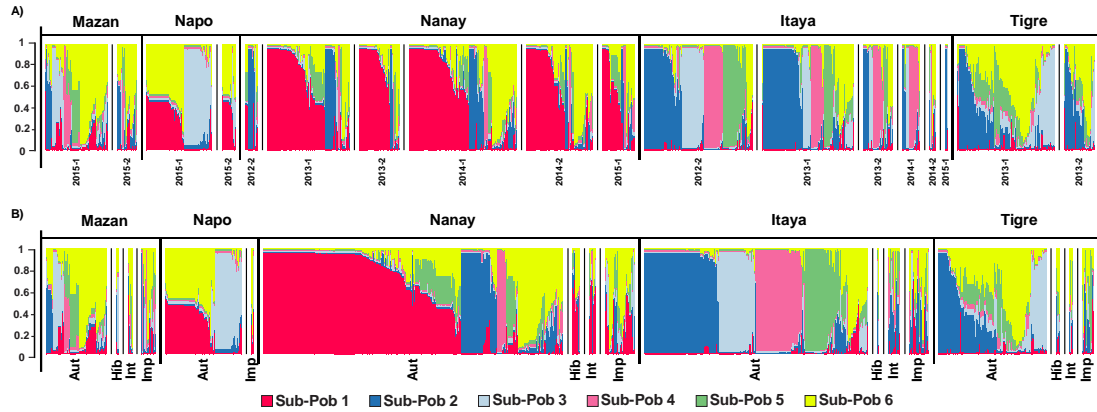 A)
Mazan Napo Nanay Itaya Tigre
1
0.8
0.6
0.4
0.2
0
2015-1 2015-2 2015-1 2015-2 2012-2 2013-1 2013-2 2014-1 2014-2 2015-1 2012-2 2013-1 2013-2 2014-1 2014-2 2015-1 2013-1 2013-2
B)
Mazan Napo Nanay Itaya Tigre
1
0.8
0.6
0.4
0.2
0
Aut Hib Int Imp Aut Imp Aut Hib Int Imp Aut Hib Int Imp Aut Hib Int Imp
Sub-Pob 1 Sub-Pob 2 Sub-Pob 3 Sub-Pob 4 Sub-Pob 5 Sub-Pob 6